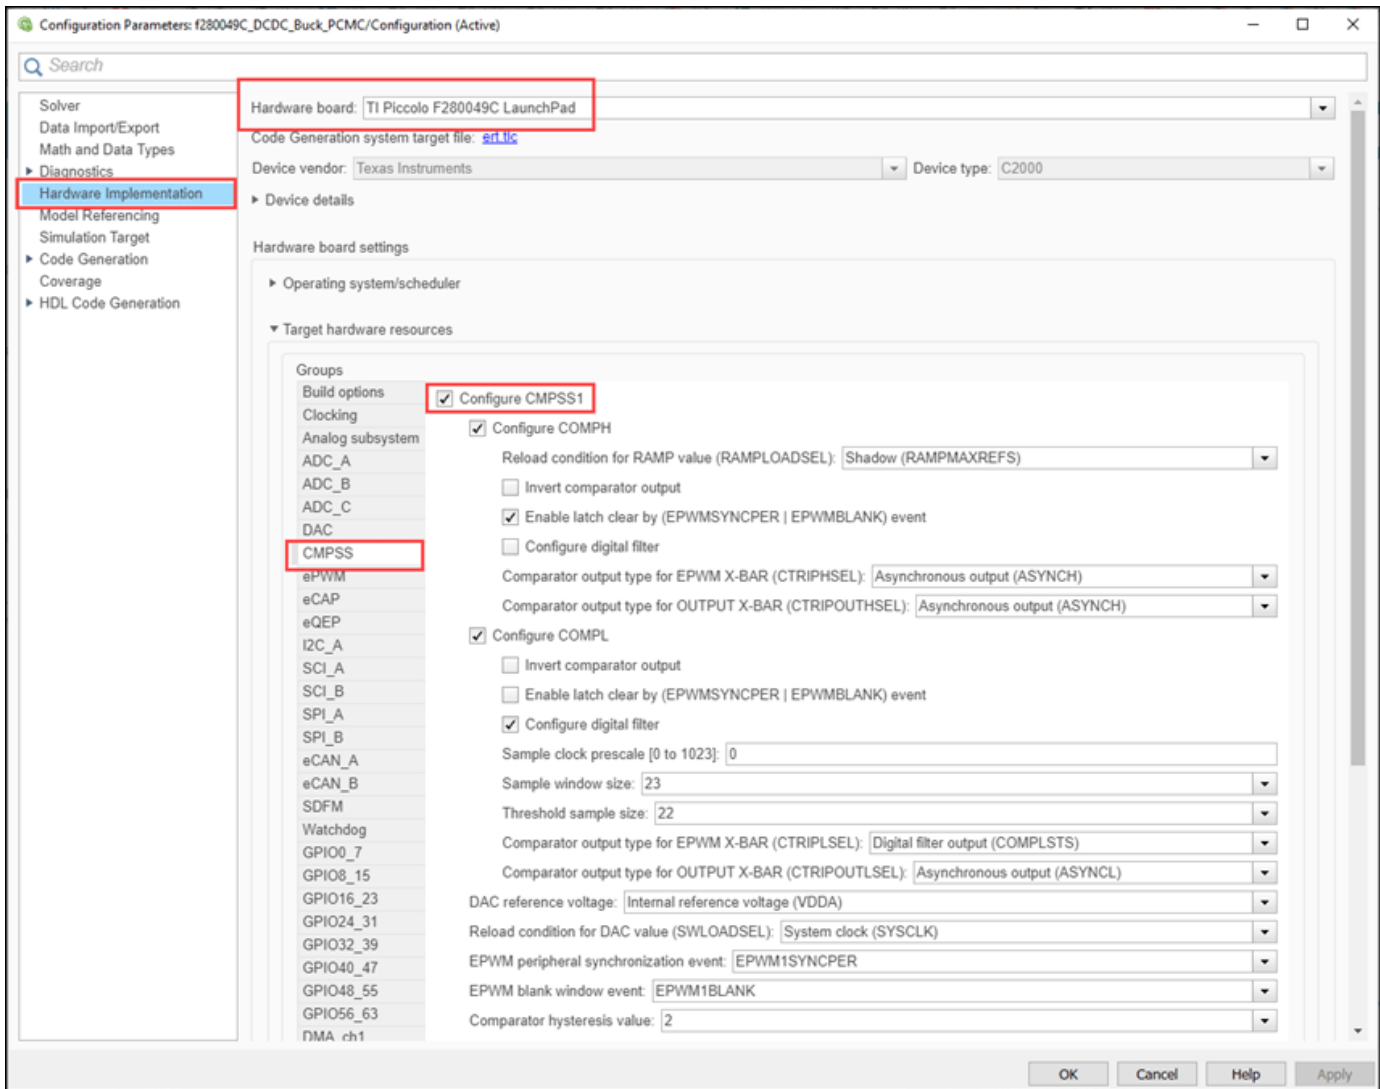 Configuration Parameters: f280049C_DCDC_Buck_PCMC/Configuration (Active)
Search
Solver
Data Import/Export
Math and Data Types
Diagnostics
Hardware Implementation
Model Referencing
Simulation Target
Code Generation
Coverage
HDL Code Generation
Hardware board: TI Piccolo F280049C LaunchPad
Code Generation system target file: ert.tlc
Device vendor: Texas Instruments Device type: C2000
Device details
Hardware board settings
Operating system/scheduler
Target hardware resources
Groups
Build options
Clocking
Analog subsystem
ADC_A
ADC_B
ADC_C
DAC
CMPSS
ePWM
eCAP
eQEP
I2C_A
SCI_A
SCI_B
SPI_A
SPI_B
eCAN_A
eCAN_B
SDFM
Watchdog
GPIO0_7
GPIO8_15
GPIO16_23
GPIO24_31
GPIO32_39
GPIO40_47
GPIO48_55
GPIO56_63
DMA_ch1
Configure CMPSS1
Configure COMPH
Reload condition for RAMP value (RAMPLOADSEL): Shadow (RAMPMAXREFS)
Invert comparator output
Enable latch clear by (EPWMSYNCPER | EPWMBLANK) event
Configure digital filter
Comparator output type for EPWM X-BAR (CTRIPHSEL): Asynchronous output (ASYNCH)
Comparator output type for OUTPUT X-BAR (CTRIPOUTHSEL): Asynchronous output (ASYNCH)
Configure COMPL
Invert comparator output
Enable latch clear by (EPWMSYNCPER | EPWMBLANK) event
Configure digital filter
Sample clock prescale [0 to 1023]: 0
Sample window size: 23
Threshold sample size: 22
Comparator output type for EPWM X-BAR (CTRIPLSEL): Digital filter output (COMPLSTS)
Comparator output type for OUTPUT X-BAR (CTRIPOUTLSEL): Asynchronous output (ASYNCL)
DAC reference voltage: Internal reference voltage (VDDA)
Reload condition for DAC value (SWLOADSEL): System clock (SYSCLK)
EPWM peripheral synchronization event: EPWM1SYNCPER
EPWM blank window event: EPWM1BLANK
Comparator hysteresis value: 2
OK Cancel Help Apply